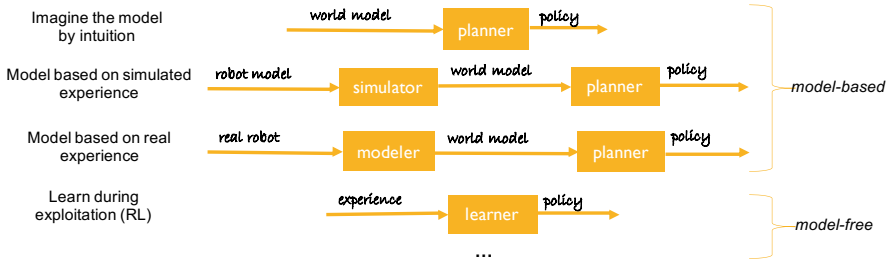 Imagine the model
by intuition
world model
planner
policy
Model based on simulated
experience
robot model
simulator
world model
planner
policy
model-based
Model based on real
experience
real robot
modeler
world model
planner
policy
Learn during
exploitation (RL)
experience
learner
policy
model-free
...